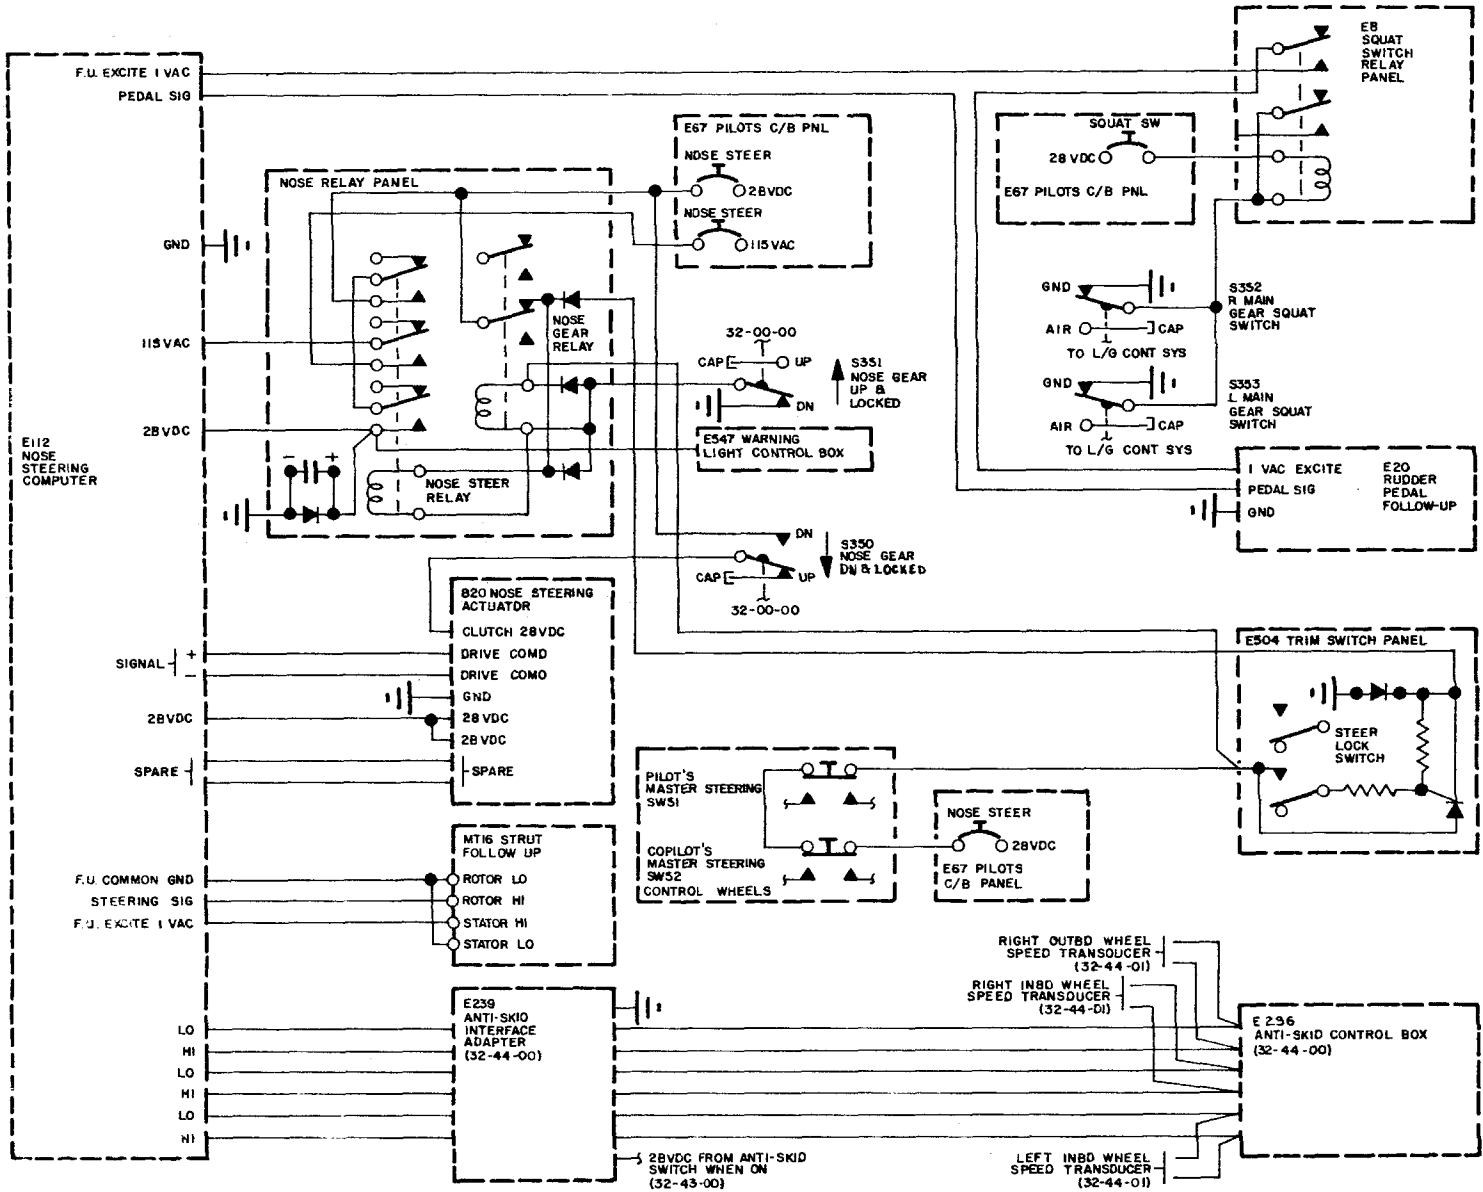 E8
SQUAT
SWITCH
RELAY
PANEL
F.U. EXCITE 1 VAC
PEDAL SIG
E67 PILOTS C/B PNL
NOSE STEER
28VDC
NOSE STEER
115VAC
SQUAT SW
28 VDC
E67 PILOTS C/B PNL
NOSE RELAY PANEL
GND
115VAC
28VDC
E112
NOSE
STEERING
COMPUTER
NOSE
GEAR
RELAY
- +
NOSE STEER
RELAY
32-00-00
CAP
UP
DN
S351
NOSE GEAR
UP &
LOCKED
E547 WARNING
LIGHT CONTROL BOX
GND
AIR
CAP
TO L/G CONT SYS
S352
R MAIN
GEAR SQUAT
SWITCH
GND
AIR
CAP
TO L/G CONT SYS
S353
L MAIN
GEAR SQUAT
SWITCH
1 VAC EXCITE
PEDAL SIG
GND
E20
RUDDER
PEDAL
FOLLOW-UP
DN
CAP
UP
32-00-00
S350
NOSE GEAR
DN & LOCKED
B20 NOSE STEERING
ACTUATOR
CLUTCH 28VDC
DRIVE COMD
DRIVE COMD
GND
28 VDC
28 VDC
SPARE
SIGNAL
+
-
28VDC
SPARE
E504 TRIM SWITCH PANEL
STEER
LOCK
SWITCH
PILOT'S
MASTER STEERING
SW51
COPILOT'S
MASTER STEERING
SW52
CONTROL WHEELS
NOSE STEER
28VDC
E67 PILOTS
C/B PANEL
MT16 STRUT
FOLLOW UP
ROTOR LO
ROTOR HI
STATOR HI
STATOR LO
F.U. COMMON GND
STEERING SIG
F.U. EXCITE 1 VAC
RIGHT OUTBD WHEEL
SPEED TRANSDUCER
(32-44-01)
RIGHT INBD WHEEL
SPEED TRANSDUCER
(32-44-01)
E239
ANTI-SKID
INTERFACE
ADAPTER
(32-44-00)
E 236
ANTI-SKID CONTROL BOX
(32-44-00)
LO
HI
LO
HI
LO
HI
28VDC FROM ANTI-SKID
SWITCH WHEN ON
(32-43-00)
LEFT INBD WHEEL
SPEED TRANSDUCER
(32-44-01)